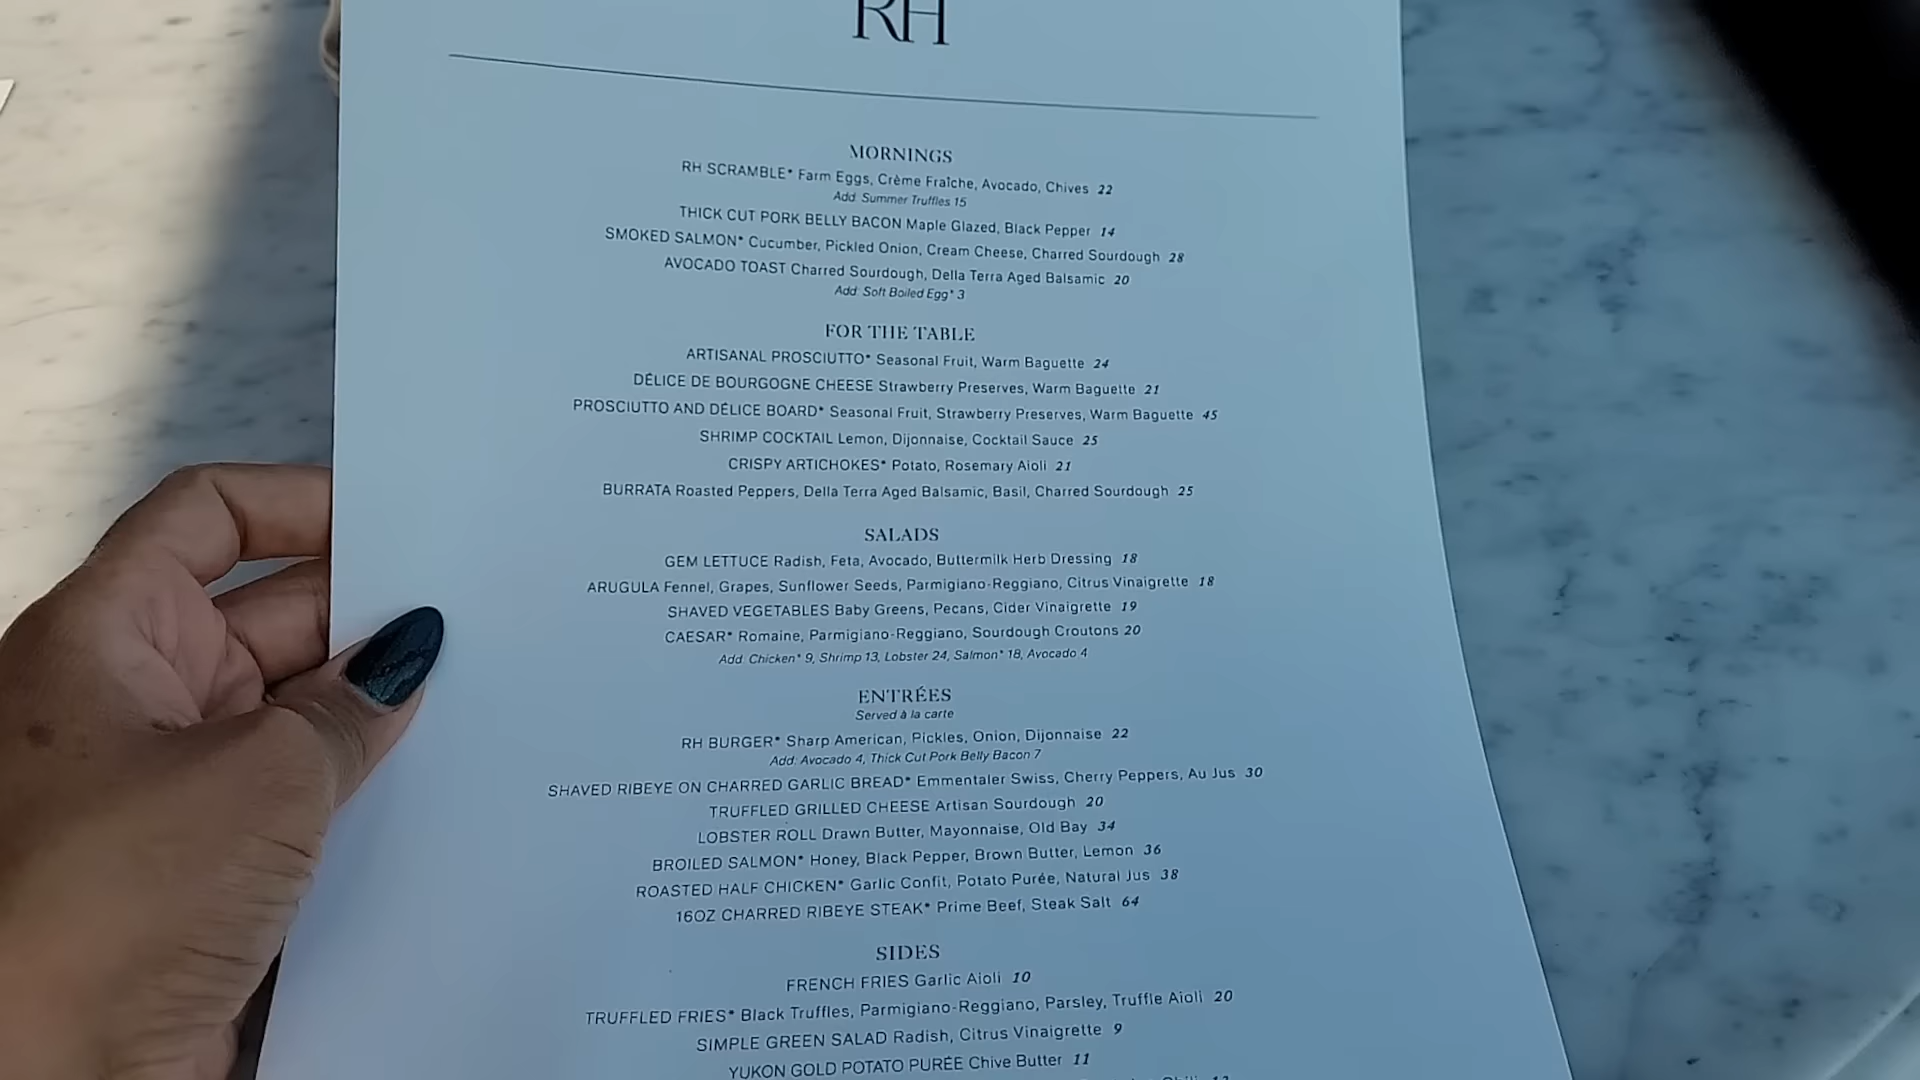 RH
MORNINGS
RH SCRAMBLE* Farm Eggs, Crème Fraîche, Avocado, Chives 22
Add: Summer Truffles 15
THICK CUT PORK BELLY BACON Maple Glazed, Black Pepper 14
SMOKED SALMON* Cucumber, Pickled Onion, Cream Cheese, Charred Sourdough 28
AVOCADO TOAST Charred Sourdough, Della Terra Aged Balsamic 20
Add: Soft Boiled Egg* 3
FOR THE TABLE
ARTISANAL PROSCIUTTO* Seasonal Fruit, Warm Baguette 24
DÉLICE DE BOURGOGNE CHEESE Strawberry Preserves, Warm Baguette 21
PROSCIUTTO AND DÉLICE BOARD* Seasonal Fruit, Strawberry Preserves, Warm Baguette 45
SHRIMP COCKTAIL Lemon, Dijonnaise, Cocktail Sauce 25
CRISPY ARTICHOKES* Potato, Rosemary Aioli 21
BURRATA Roasted Peppers, Della Terra Aged Balsamic, Basil, Charred Sourdough 25
SALADS
GEM LETTUCE Radish, Feta, Avocado, Buttermilk Herb Dressing 18
ARUGULA Fennel, Grapes, Sunflower Seeds, Parmigiano-Reggiano, Citrus Vinaigrette 18
SHAVED VEGETABLES Baby Greens, Pecans, Cider Vinaigrette 19
CAESAR* Romaine, Parmigiano-Reggiano, Sourdough Croutons 20
Add: Chicken* 9, Shrimp 13, Lobster 24, Salmon* 18, Avocado 4
ENTRÉES
Served à la carte
RH BURGER* Sharp American, Pickles, Onion, Dijonnaise 22
Add: Avocado 4, Thick Cut Pork Belly Bacon 7
SHAVED RIBEYE ON CHARRED GARLIC BREAD* Emmentaler Swiss, Cherry Peppers, Au Jus 30
TRUFFLED GRILLED CHEESE Artisan Sourdough 20
LOBSTER ROLL Drawn Butter, Mayonnaise, Old Bay 34
BROILED SALMON* Honey, Black Pepper, Brown Butter, Lemon 36
ROASTED HALF CHICKEN* Garlic Confit, Potato Purée, Natural Jus 38
16OZ CHARRED RIBEYE STEAK* Prime Beef, Steak Salt 64
SIDES
FRENCH FRIES Garlic Aioli 10
TRUFFLED FRIES* Black Truffles, Parmigiano-Reggiano, Parsley, Truffle Aioli 20
SIMPLE GREEN SALAD Radish, Citrus Vinaigrette 9
YUKON GOLD POTATO PURÉE Chive Butter 11